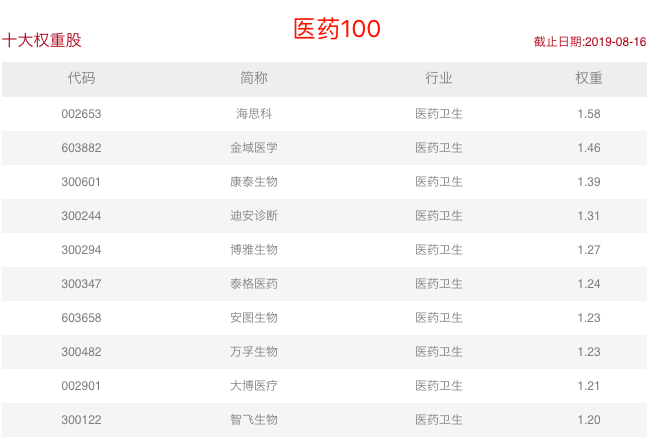 医药100
十大权重股
截止日期:2019-08-16
代码 简称 行业 权重
002653 海思科 医药卫生 1.58
603882 金域医学 医药卫生 1.46
300601 康泰生物 医药卫生 1.39
300244 迪安诊断 医药卫生 1.31
300294 博雅生物 医药卫生 1.27
300347 泰格医药 医药卫生 1.24
603658 安图生物 医药卫生 1.23
300482 万孚生物 医药卫生 1.23
002901 大博医疗 医药卫生 1.21
300122 智飞生物 医药卫生 1.20